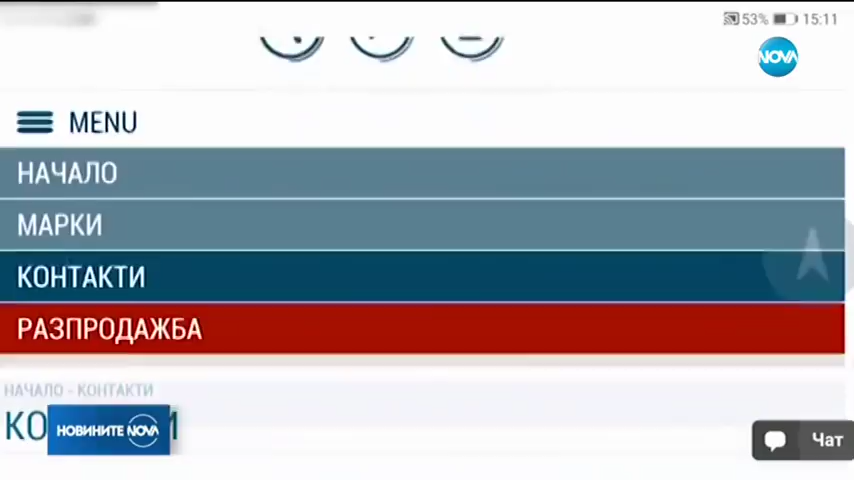 53% 15:11
NOVA
MENU
НАЧАЛО
МАРКИ
КОНТАКТИ
РАЗПРОДАЖБА
НАЧАЛО - КОНТАКТИ
НОВИНИТЕ NOVA
Чат